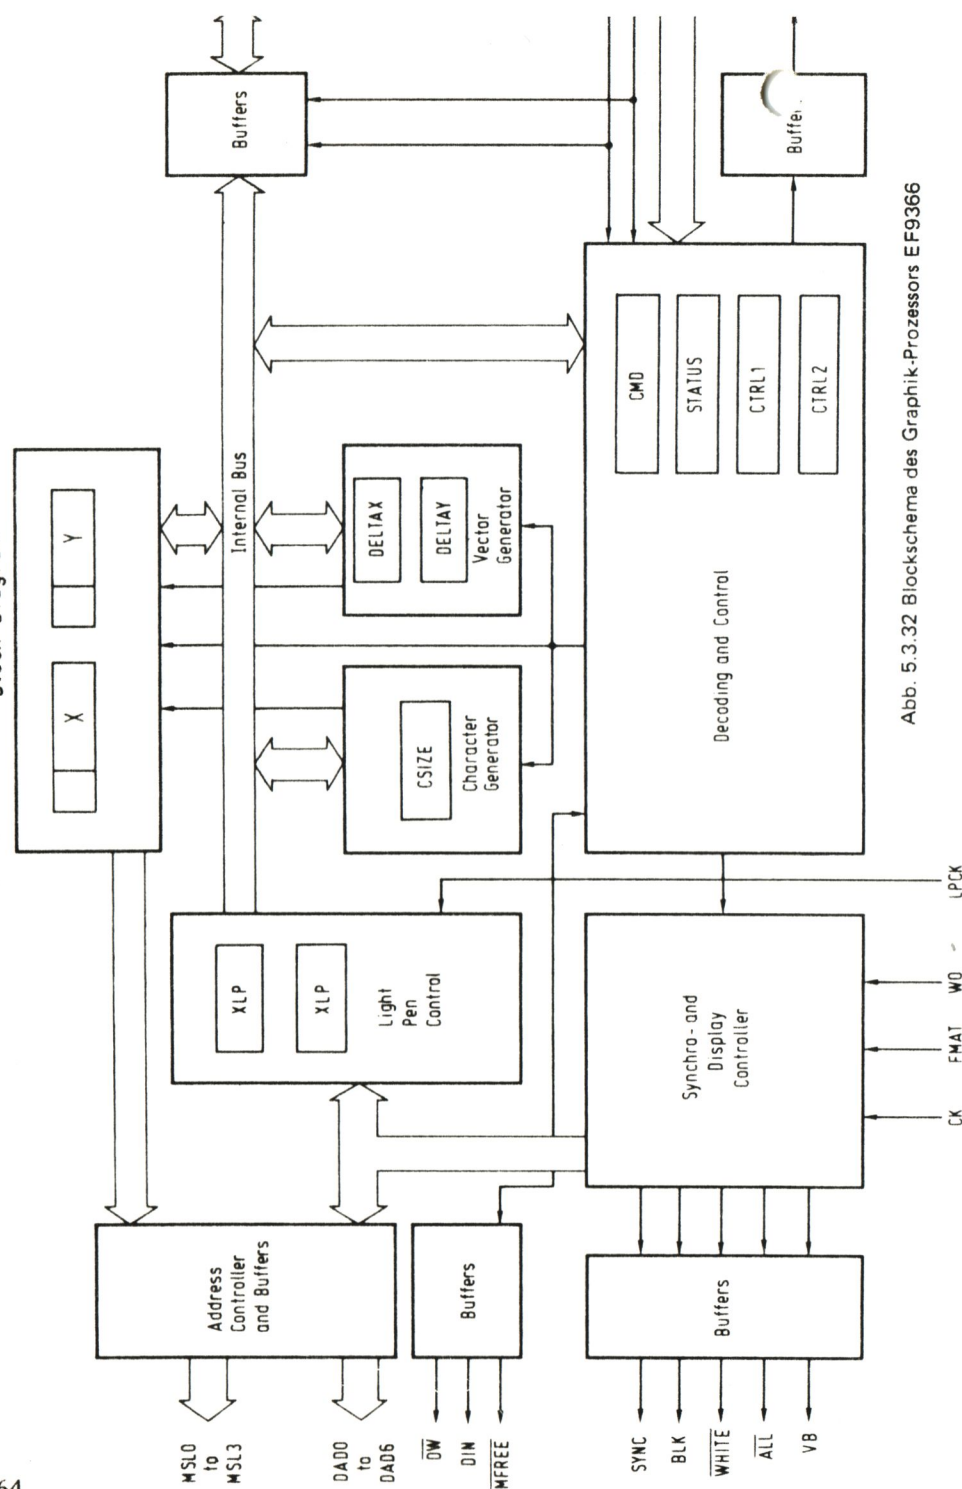 64
X
Y
Internal Bus
Buffers
XLP
XLP
Light
Pen
Control
CSIZE
Character
Generator
DELTAX
DELTAY
Vector
Generator
Address
Controller
and Buffers
MSL0
to
MSL3
DAD0
to
DAD6
Buffers
DW
DIN
MFREE
Synchro- and
Display
Controller
Decoding and Control
CMD
STATUS
CTRL1
CTRL2
Buffers
SYNC
BLK
WHITE
ALL
VB
CK
FMAT
WO
LPCK
Abb. 5.3.32 Blockschema des Graphik-Prozessors EF9366